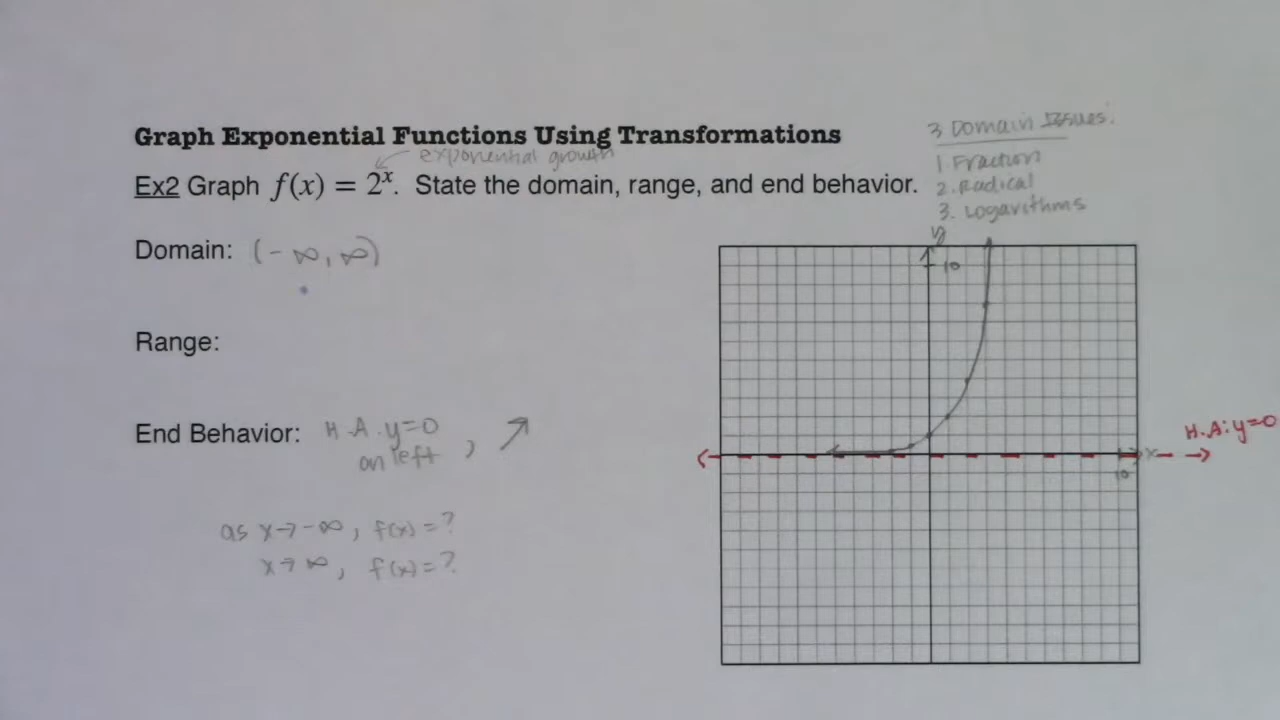 Graph Exponential Functions Using Transformations
3 Domain Issues:
exponential growth
1. Fraction
Ex2 Graph f(x) = 2ˣ. State the domain, range, and end behavior.
2. Radical
3. Logarithms
Domain: (-∞, ∞)
y
10
Range:
End Behavior: H.A. y=0 on left, ↗
H.A: y=0
x
10
as x→-∞, f(x)=?
x→∞, f(x)=?